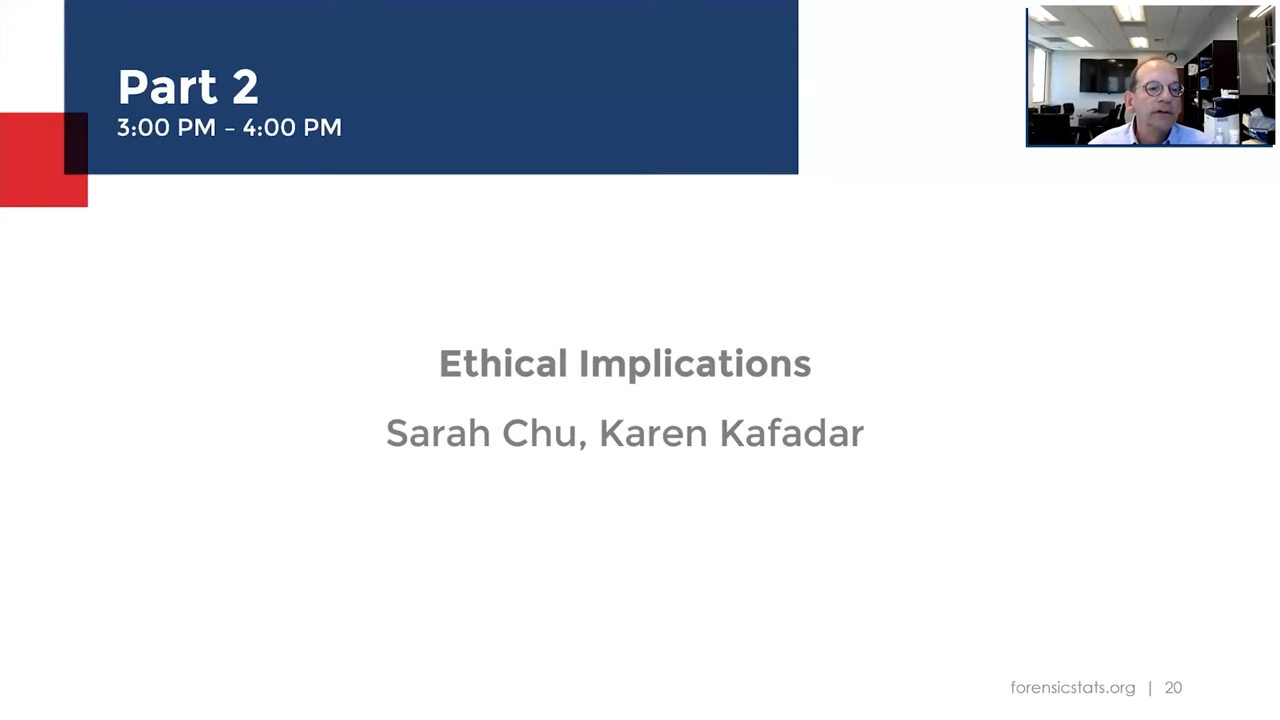 Part 2
3:00 PM – 4:00 PM
Ethical Implications
Sarah Chu, Karen Kafadar
forensicstats.org | 20